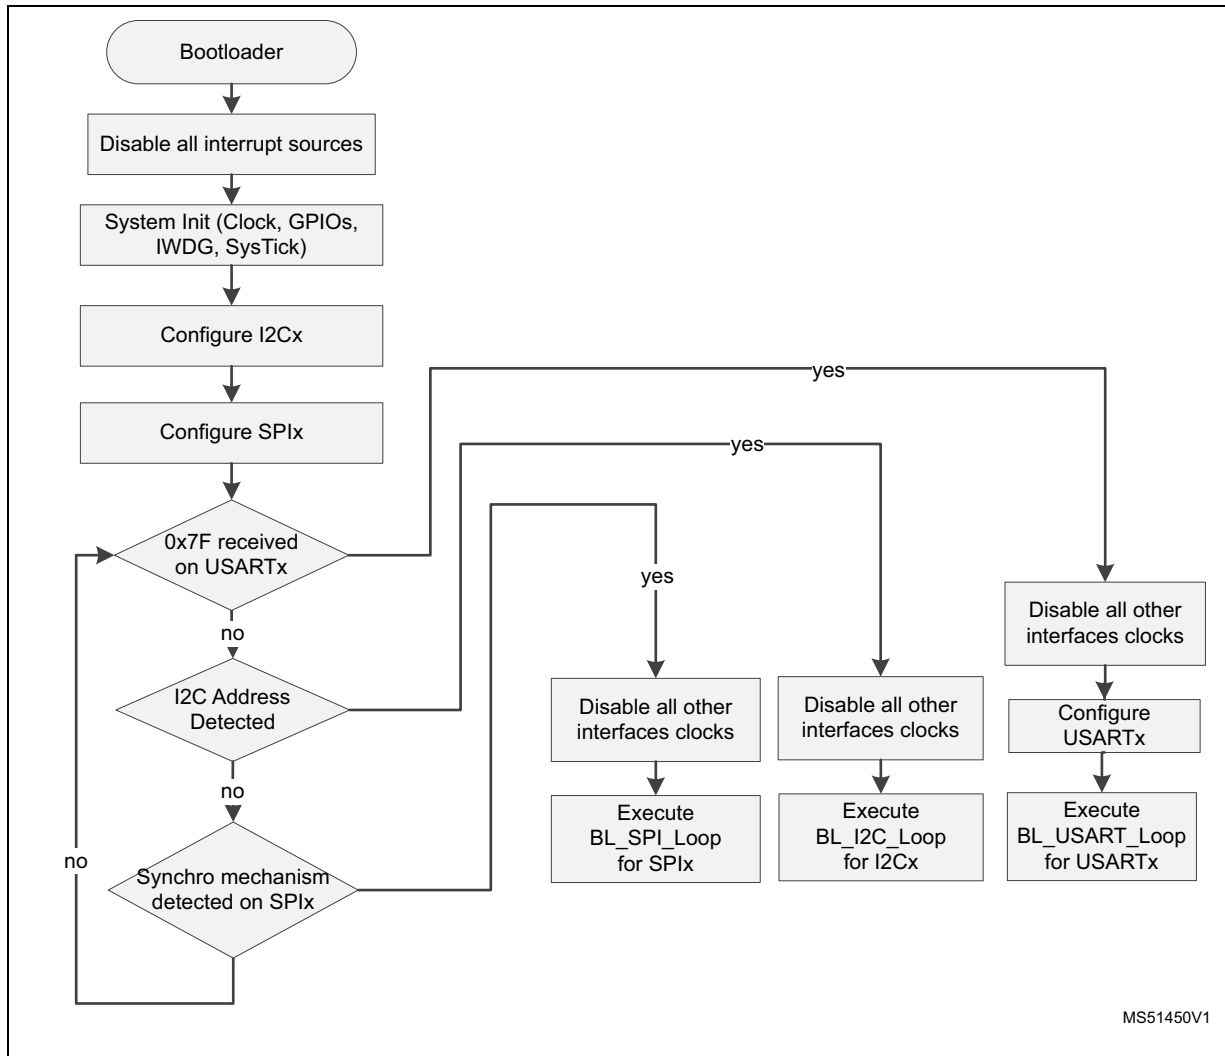 Bootloader
Disable all interrupt sources
System Init (Clock, GPIOs,
IWDG, SysTick)
Configure I2Cx
Configure SPIx
0x7F received
on USARTx
no
I2C Address
Detected
no
Synchro mechanism
detected on SPIx
no
yes
Disable all other
interfaces clocks
Execute
BL_SPI_Loop
for SPIx
yes
Disable all other
interfaces clocks
Execute
BL_I2C_Loop
for I2Cx
yes
Disable all other
interfaces clocks
Configure
USARTx
Execute
BL_USART_Loop
for USARTx
MS51450V1